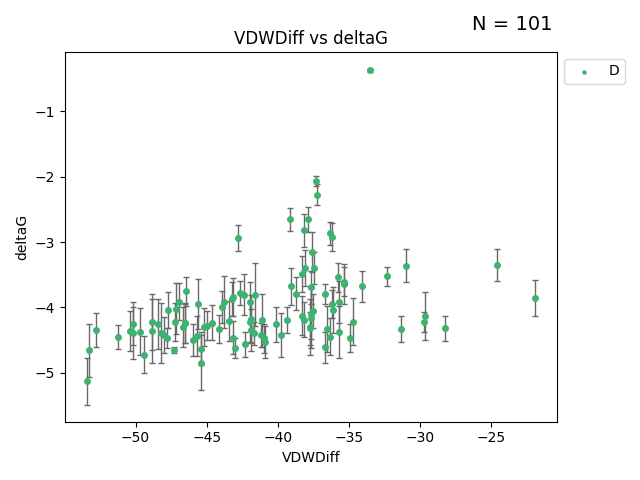 N = 101
VDWDiff vs deltaG
D
deltaG
−1
−2
−3
−4
−5
−50 −45 −40 −35 −30 −25
VDWDiff